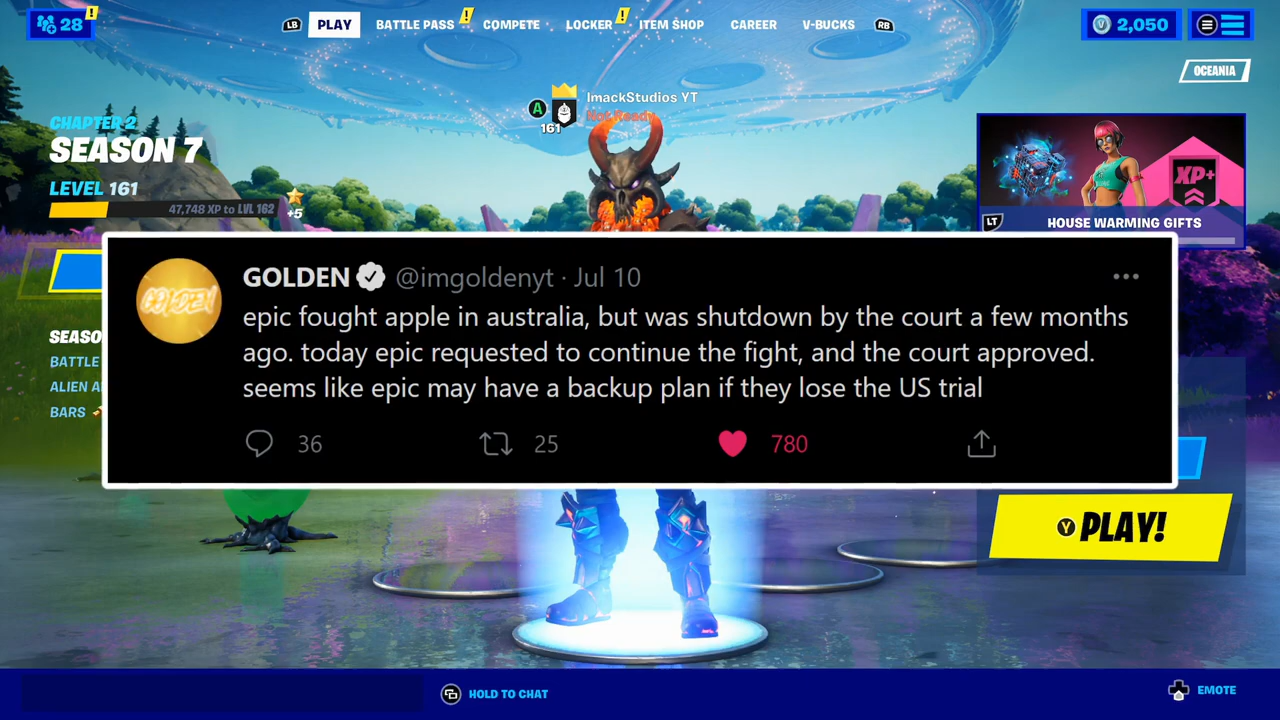 28
!
LB
PLAY
BATTLE PASS
!
COMPETE
LOCKER
!
ITEM SHOP
CAREER
V-BUCKS
RB
2,050
OCEANIA
CHAPTER 2
SEASON 7
LEVEL 161
47,748 XP to LVL 162
+5
A
161
ImackStudios YT
Not Ready
XP+
LT
HOUSE WARMING GIFTS
GOLDEN @imgoldenyt · Jul 10
epic fought apple in australia, but was shutdown by the court a few months
ago. today epic requested to continue the fight, and the court approved.
seems like epic may have a backup plan if they lose the US trial
36
25
780
SEASO
BATTLE
ALIEN A
BARS
Y PLAY!
HOLD TO CHAT
EMOTE